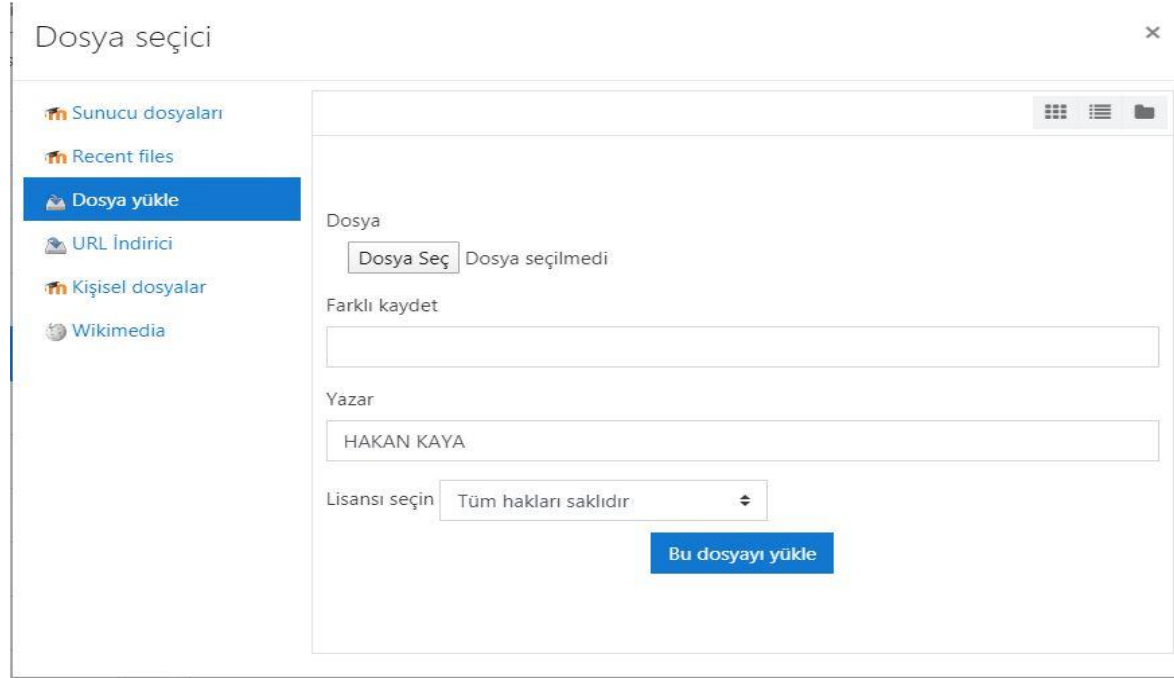 Dosya seçici
×
Sunucu dosyaları
Recent files
Dosya yükle
URL İndirici
Kişisel dosyalar
Wikimedia
Dosya
Dosya Seç Dosya seçilmedi
Farklı kaydet
Yazar
HAKAN KAYA
Lisansı seçin Tüm hakları saklıdır
Bu dosyayı yükle